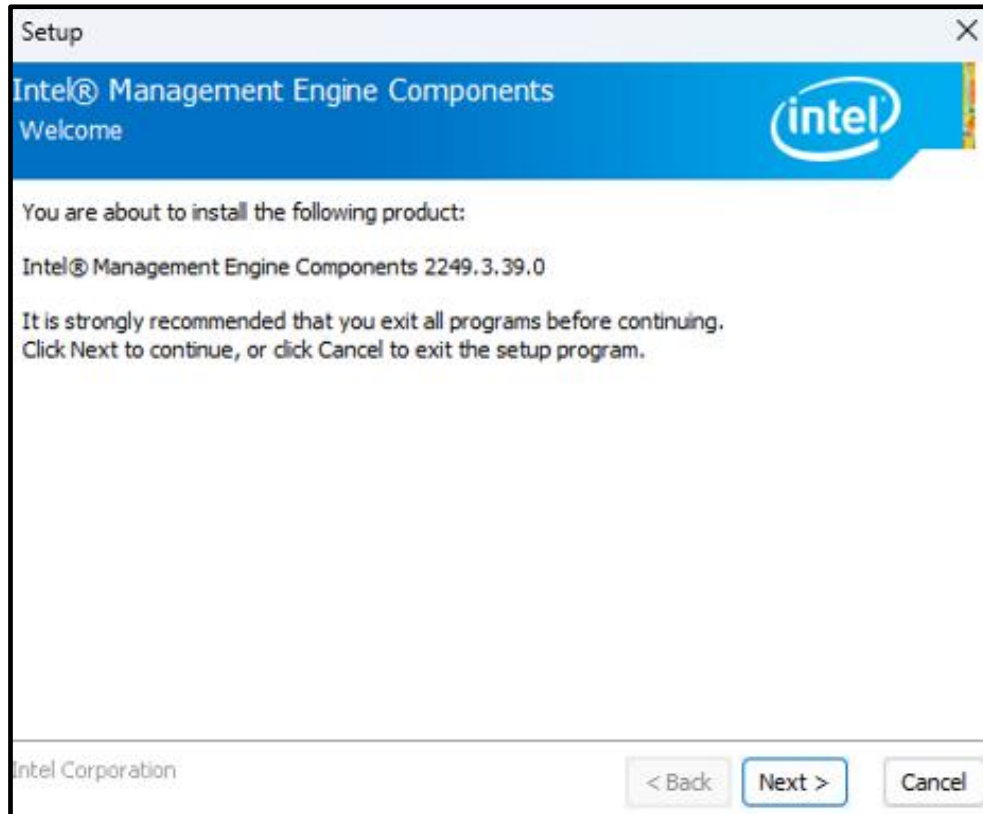 Setup
Intel® Management Engine Components
Welcome
intel
You are about to install the following product:
Intel® Management Engine Components 2249.3.39.0
It is strongly recommended that you exit all programs before continuing.
Click Next to continue, or click Cancel to exit the setup program.
Intel Corporation
< Back
Next >
Cancel